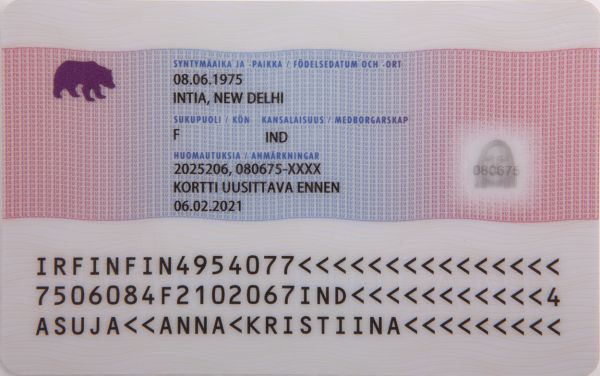 SYNTYMÄAIKA JA -PAIKKA / FÖDELSEDATUM OCH -ORT
08.06.1975
INTIA, NEW DELHI
SUKUPUOLI / KÖN KANSALAISUUS / MEDBORGARSKAP
F IND
HUOMAUTUKSIA / ANMÄRKNINGAR
2025206, 080675-XXXX
KORTTI UUSITTAVA ENNEN
06.02.2021
080675
IRFINFIN4954077<<<<<<<<<<<<<<<
7506084F2102067IND<<<<<<<<<<<4
ASUJA<<ANNA<KRISTIINA<<<<<<<<<